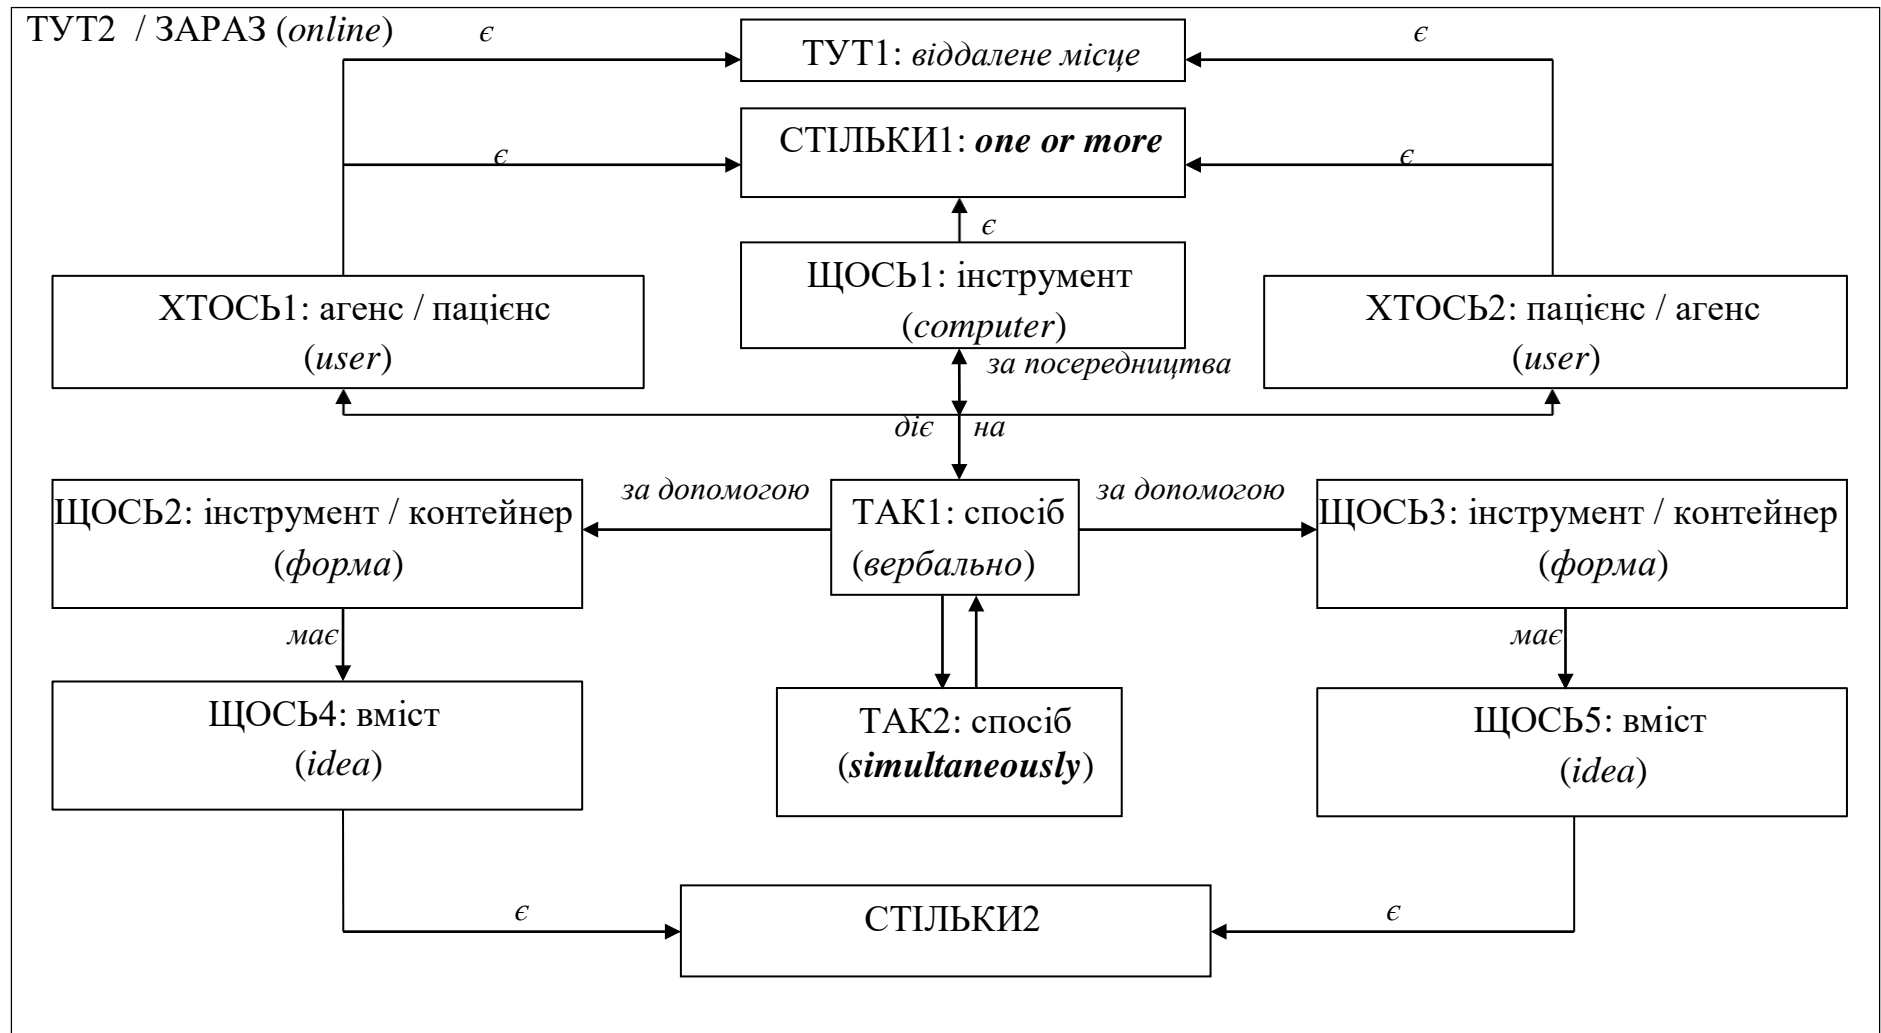 ТУТ2 / ЗАРАЗ (online)
є
є
ТУТ1: віддалене місце
СТІЛЬКИ1: one or more
є
є
є
ЩОСЬ1: інструмент
(computer)
ХТОСЬ1: агенс / пацієнс
(user)
ХТОСЬ2: пацієнс / агенс
(user)
за посередництва
діє на
за допомогою
за допомогою
ЩОСЬ2: інструмент / контейнер
(форма)
ТАК1: спосіб
(вербально)
ЩОСЬ3: інструмент / контейнер
(форма)
має
має
ЩОСЬ4: вміст
(idea)
ТАК2: спосіб
(simultaneously)
ЩОСЬ5: вміст
(idea)
є
СТІЛЬКИ2
є